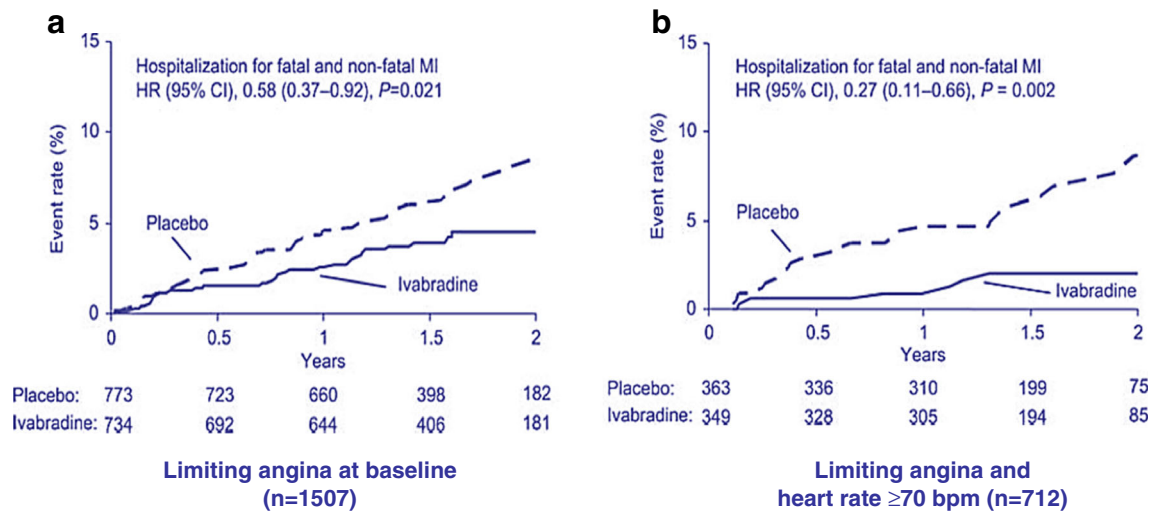 a
15
Hospitalization for fatal and non-fatal MI
HR (95% CI), 0.58 (0.37–0.92), P=0.021
10
Event rate (%)
Placebo
5
Ivabradine
0
0 0.5 1 1.5 2
Years
Placebo: 773 723 660 398 182
Ivabradine: 734 692 644 406 181
Limiting angina at baseline
(n=1507)
b
15
Hospitalization for fatal and non-fatal MI
HR (95% CI), 0.27 (0.11–0.66), P = 0.002
10
Event rate (%)
Placebo
5
Ivabradine
0
0 0.5 1 1.5 2
Years
Placebo: 363 336 310 199 75
Ivabradine: 349 328 305 194 85
Limiting angina and
heart rate ≥70 bpm (n=712)